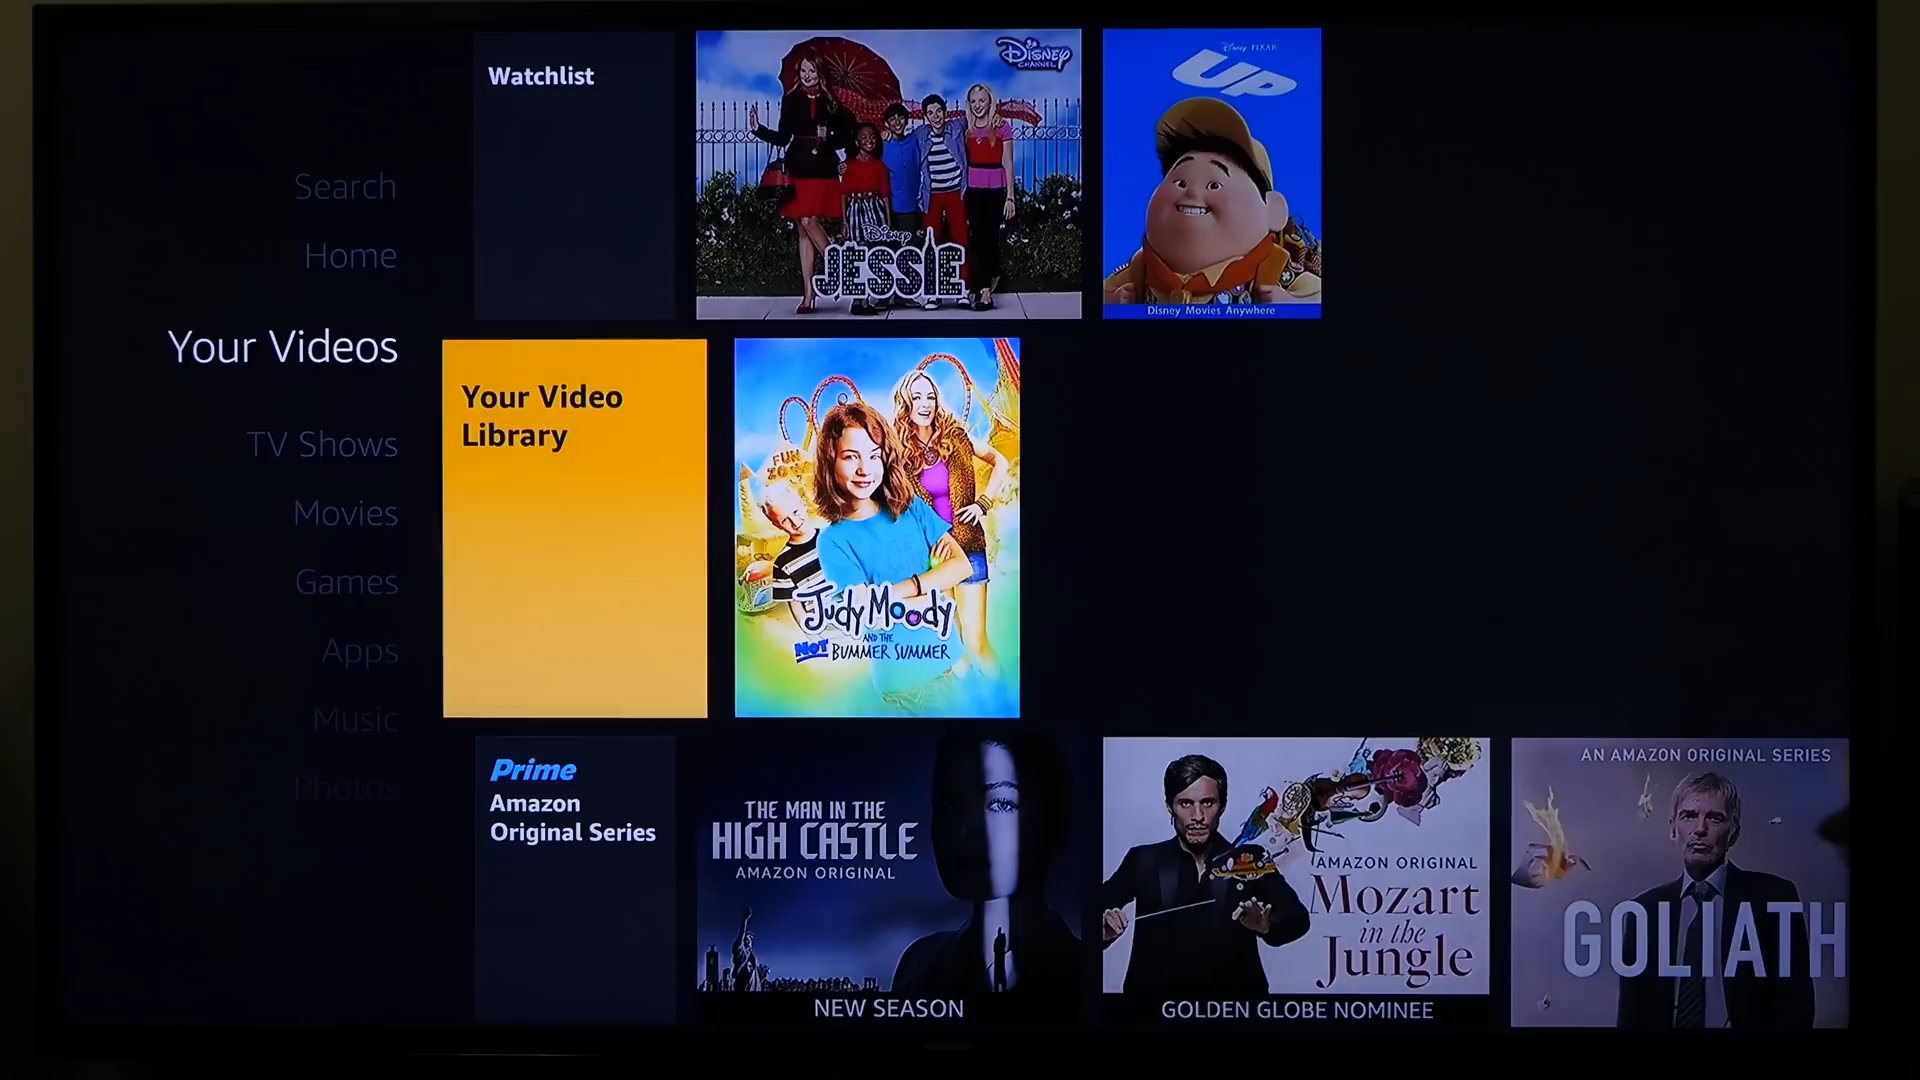 Search
Home
Your Videos
TV Shows
Movies
Games
Apps
Music
Photos
Watchlist
Disney
CHANNEL
Disney
JESSIE
Disney PIXAR
UP
Disney Movies Anywhere
Your Video
Library
FUN
Judy Moody
AND THE
NOT BUMMER SUMMER
Prime
Amazon
Original Series
THE MAN IN THE
HIGH CASTLE
AMAZON ORIGINAL
NEW SEASON
AMAZON ORIGINAL
Mozart
in the
Jungle
GOLDEN GLOBE NOMINEE
AN AMAZON ORIGINAL SERIES
GOLIATH